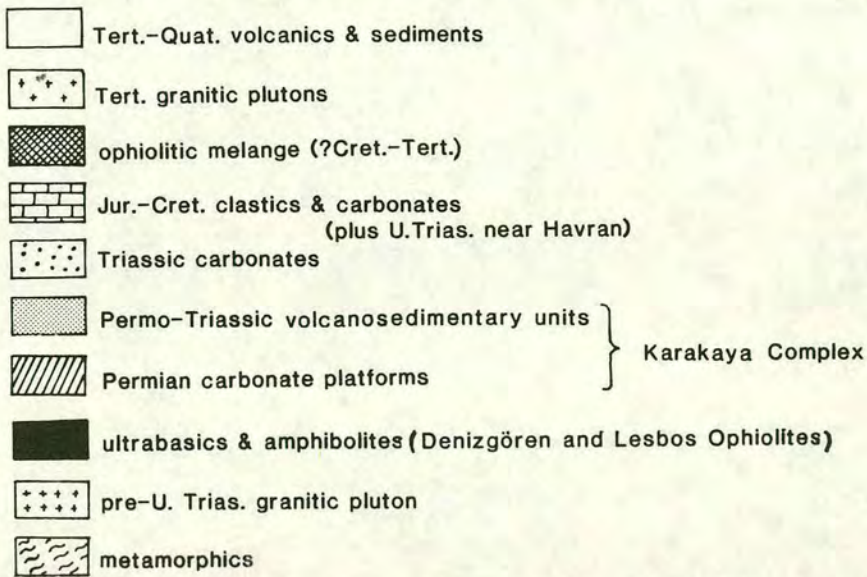 Tert.-Quat. volcanics & sediments
Tert. granitic plutons
ophiolitic melange (?Cret.-Tert.)
Jur.-Cret. clastics & carbonates
(plus U.Trias. near Havran)
Triassic carbonates
Permo-Triassic volcanosedimentary units
Karakaya Complex
Permian carbonate platforms
ultrabasics & amphibolites (Denizgören and Lesbos Ophiolites)
pre-U. Trias. granitic pluton
metamorphics